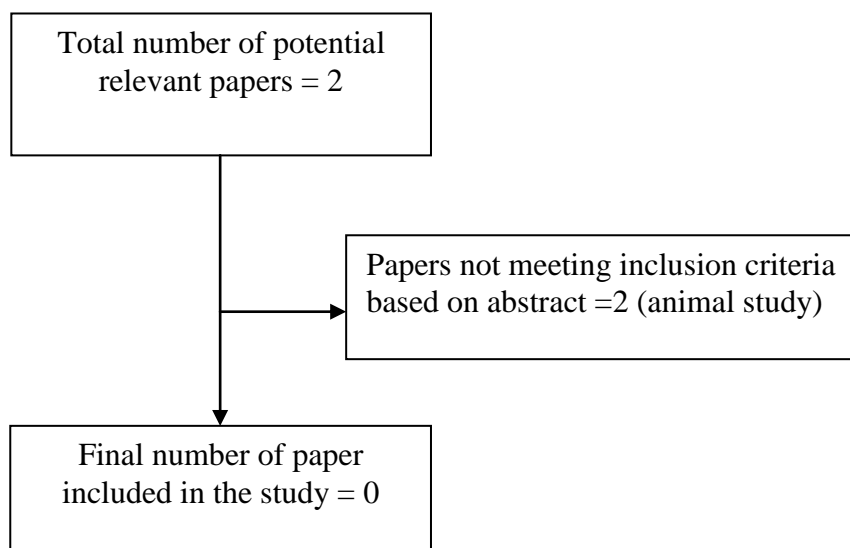 Total number of potential
relevant papers = 2
Papers not meeting inclusion criteria
based on abstract =2 (animal study)
Final number of paper
included in the study = 0